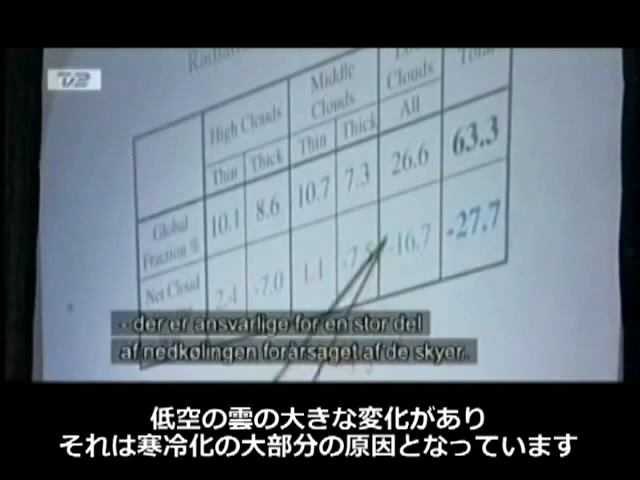 TV2
Middle
Clouds
High Clouds
Clouds
Total
All
Thin
Thick
Thin
Thick
Global
Fraction %
10.1
8.6
10.7
7.3
26.6
63.3
Net Cloud
2.4
-7.0
1.1
-16.7
-27.7
-- der er ansvarlige for en stor del
af nedkølingen forårsaget af de skyer.
低空の雲の大きな変化があり
それは寒冷化の大部分の原因となっています